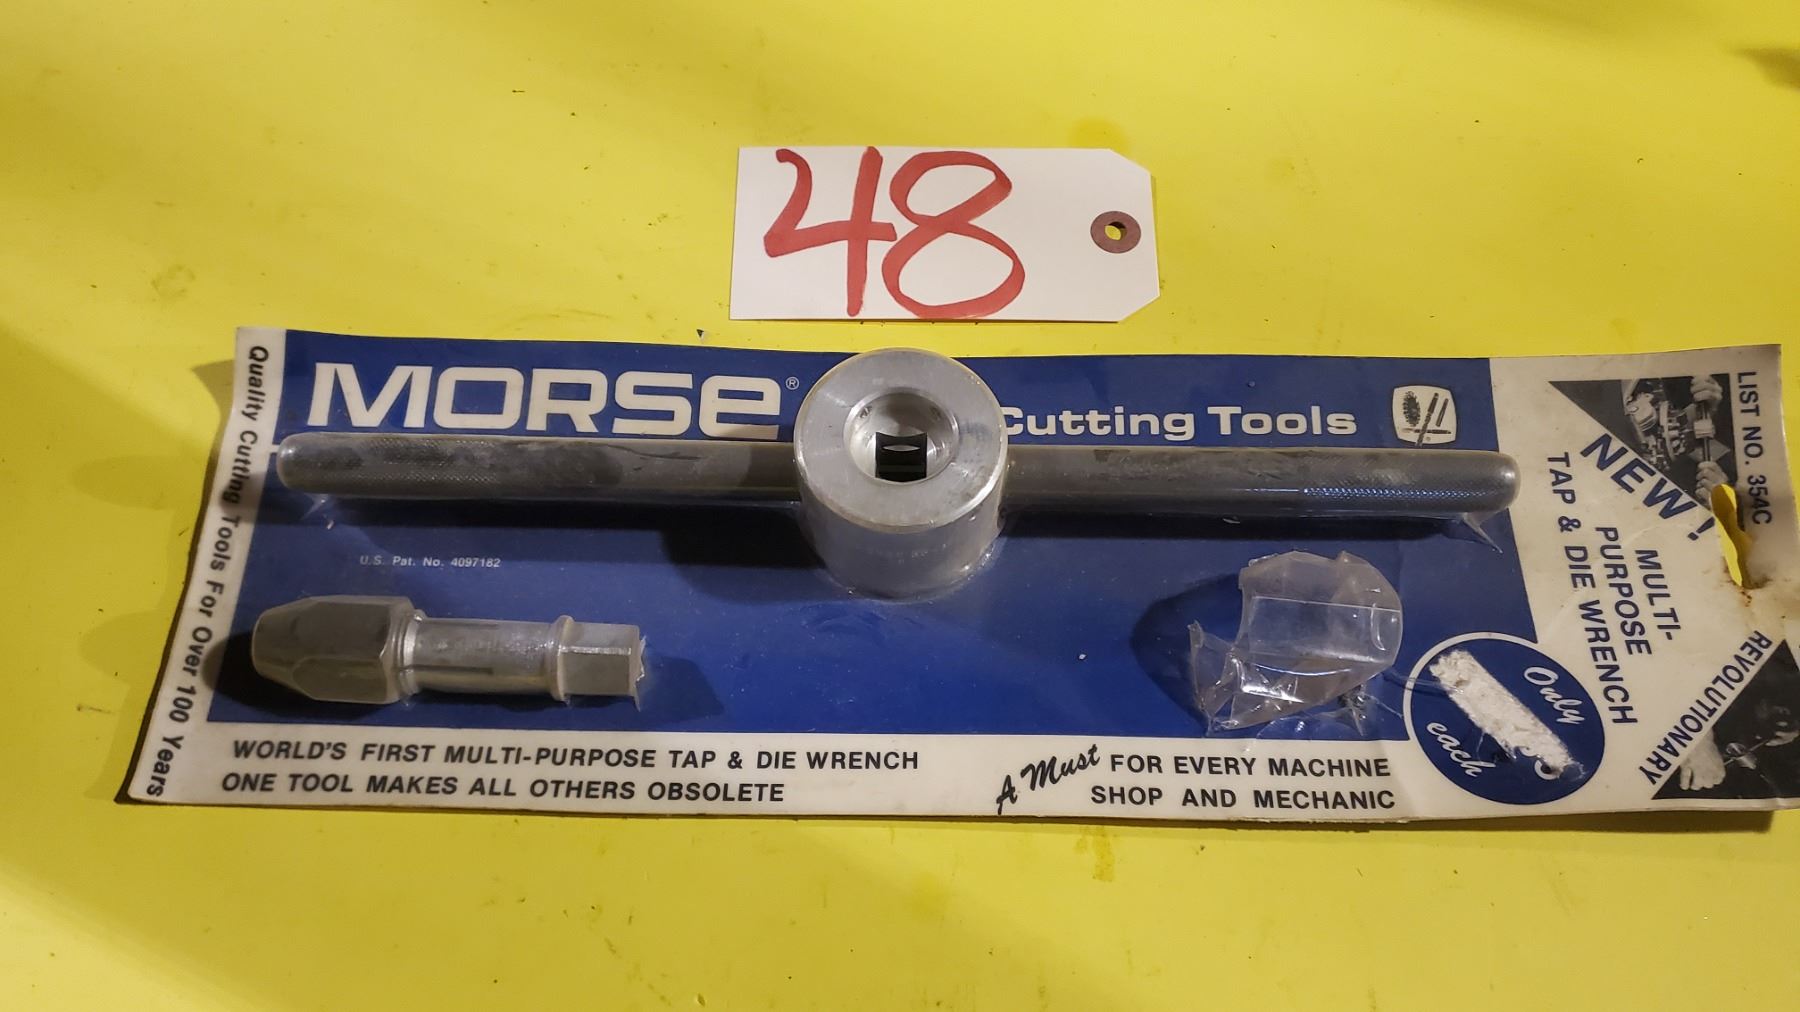 48
MORSE®
Cutting Tools
Quality Cutting Tools For Over 100 Years
U.S. Pat. No. 4097182
LIST NO. 354C
NEW!
MULTI-
PURPOSE
TAP & DIE WRENCH
REVOLUTIONARY
Only
each
WORLD'S FIRST MULTI-PURPOSE TAP & DIE WRENCH
ONE TOOL MAKES ALL OTHERS OBSOLETE
A Must FOR EVERY MACHINE
SHOP AND MECHANIC